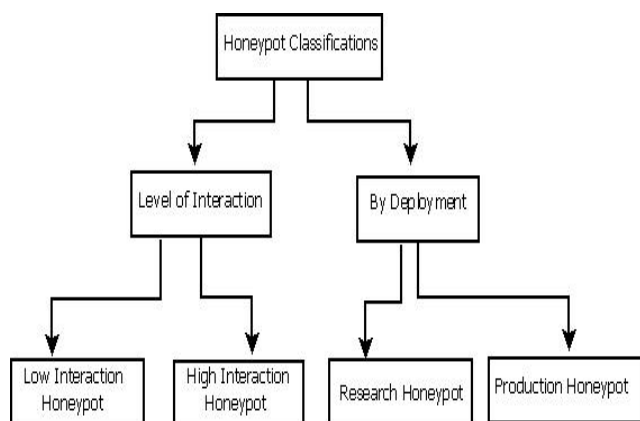 Honeypot Classifications
Level of Interaction
By Deployment
Low Interaction
Honeypot
High Interaction
Honeypot
Research Honeypot
Production Honeypot